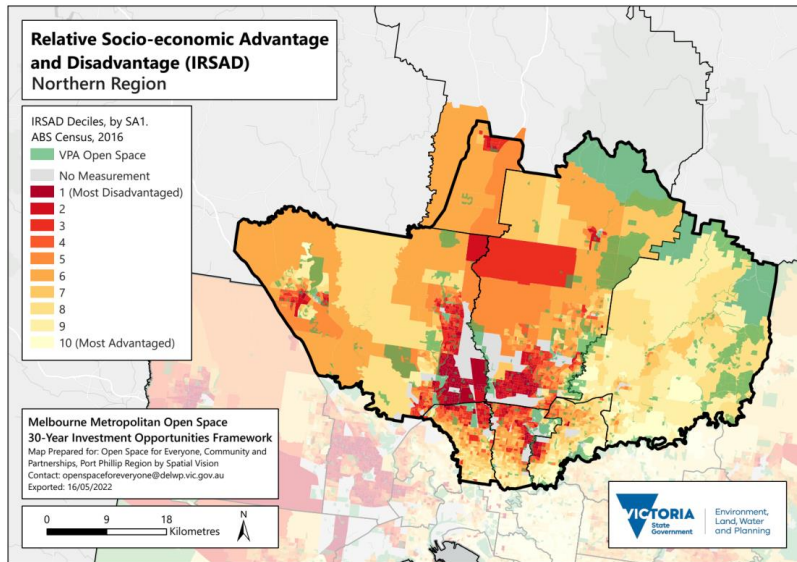 Relative Socio-economic Advantage
and Disadvantage (IRSAD)
Northern Region
IRSAD Deciles, by SA1.
ABS Census, 2016
VPA Open Space
No Measurement
1 (Most Disadvantaged)
2
3
4
5
6
7
8
9
10 (Most Advantaged)
Melbourne Metropolitan Open Space
30-Year Investment Opportunities Framework
Map Prepared for: Open Space for Everyone, Community and
Partnerships, Port Phillip Region by Spatial Vision
Contact: openspaceforeveryone@delwp.vic.gov.au
Exported: 16/05/2022
0 9 18
Kilometres
N
VICTORIA
State
Government
Environment,
Land, Water
and Planning